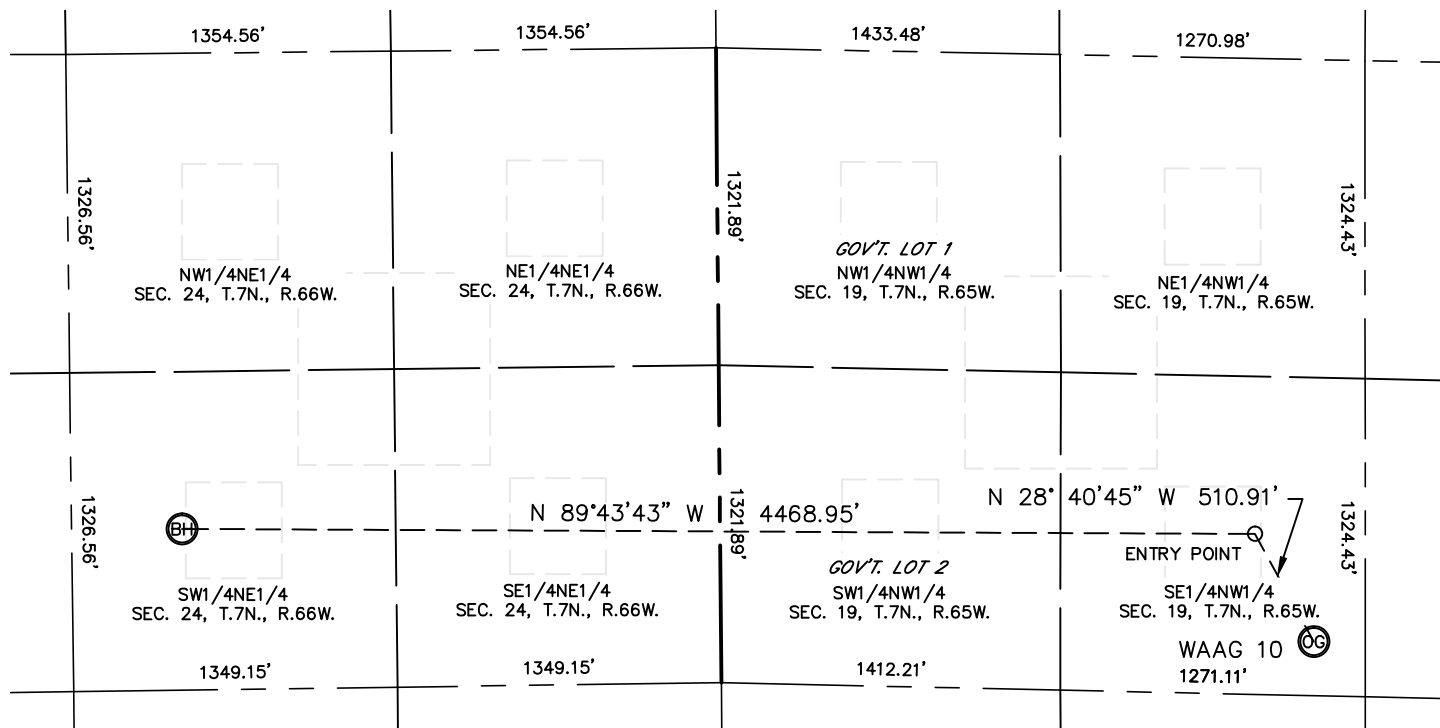 1354.56’
1354.56’
1433.48’
1270.98’
1326.56’
1321.89’
1324.43’
NW1/4NE1/4
SEC. 24, T.7N., R.66W.
NE1/4NE1/4
SEC. 24, T.7N., R.66W.
GOV'T. LOT 1
NW1/4NW1/4
SEC. 19, T.7N., R.65W.
NE1/4NW1/4
SEC. 19, T.7N., R.65W.
1326.56’
N 89°43’43” W 4468.95’
1321.89’
N 28° 40’45” W 510.91’
1324.43’
BH
ENTRY POINT
SW1/4NE1/4
SEC. 24, T.7N., R.66W.
SE1/4NE1/4
SEC. 24, T.7N., R.66W.
GOV'T. LOT 2
SW1/4NW1/4
SEC. 19, T.7N., R.65W.
SE1/4NW1/4
SEC. 19, T.7N., R.65W.
WAAG 10
OG
1349.15’
1349.15’
1412.21’
1271.11’